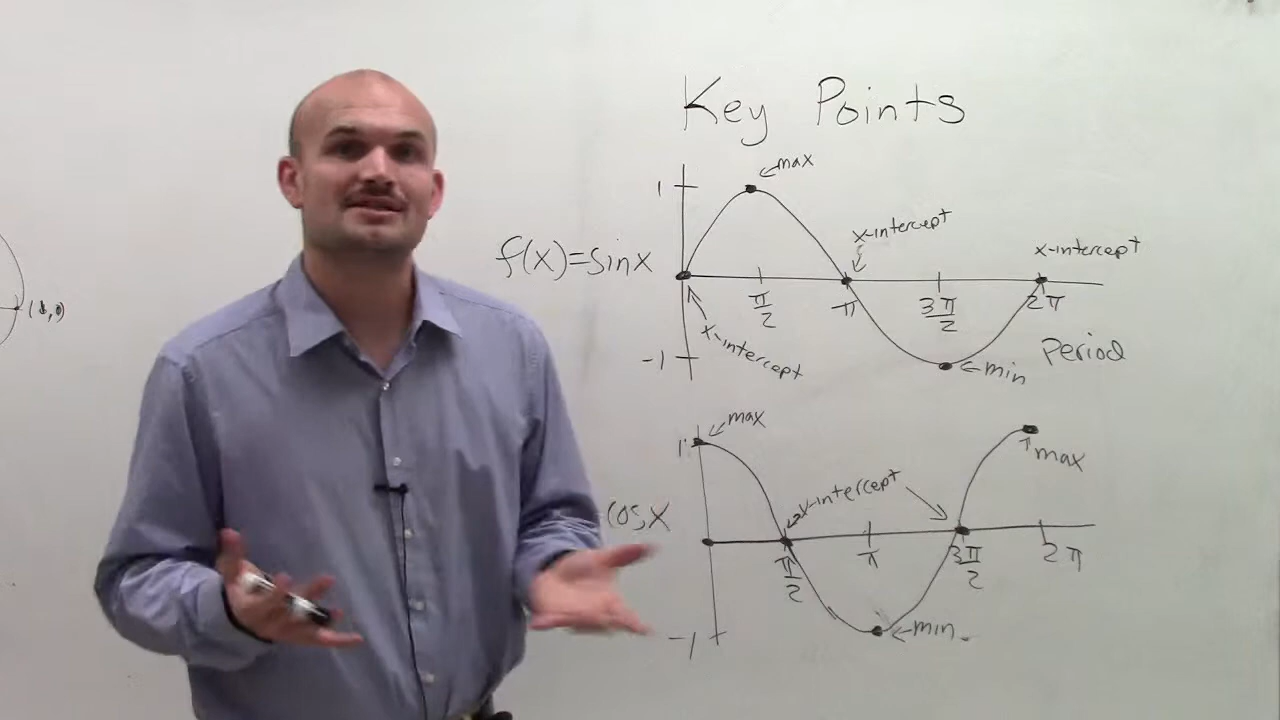 Key Points
max
1
x-intercept
x-intercept
f(x)=sinx
(1,0)
π/2
π
3π/2
2π
x-intercept
Period
-1
min
max
1
max
x-intercept
cos x
π/2
π
3π/2
2π
-1
min